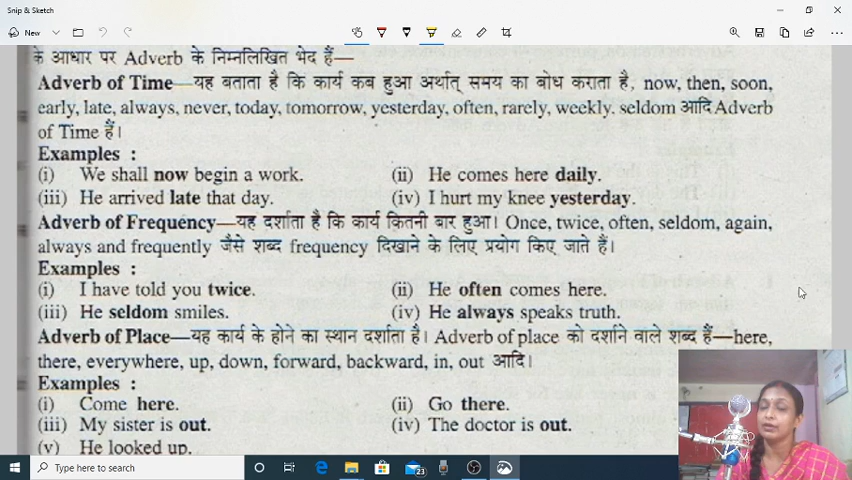 Snip & Sketch
New
के आधार पर Adverb के निम्नलिखित भेद हैं—
Adverb of Time—यह बताता है कि कार्य कब हुआ अर्थात् समय का बोध कराता है, now, then, soon,
early, late, always, never, today, tomorrow, yesterday, often, rarely, weekly. seldom आदि Adverb
of Time हैं।
Examples :
(i) We shall now begin a work. (ii) He comes here daily.
(iii) He arrived late that day. (iv) I hurt my knee yesterday.
Adverb of Frequency—यह दर्शाता है कि कार्य कितनी बार हुआ। Once, twice, often, seldom, again,
always and frequently जैसे शब्द frequency दिखाने के लिए प्रयोग किए जाते हैं।
Examples :
(i) I have told you twice. (ii) He often comes here.
(iii) He seldom smiles. (iv) He always speaks truth.
Adverb of Place—यह कार्य के होने का स्थान दर्शाता है। Adverb of place को दर्शाने वाले शब्द हैं—here,
there, everywhere, up, down, forward, backward, in, out आदि।
Examples :
(i) Come here. (ii) Go there.
(iii) My sister is out. (iv) The doctor is out.
(v) He looked up.
Type here to search
23